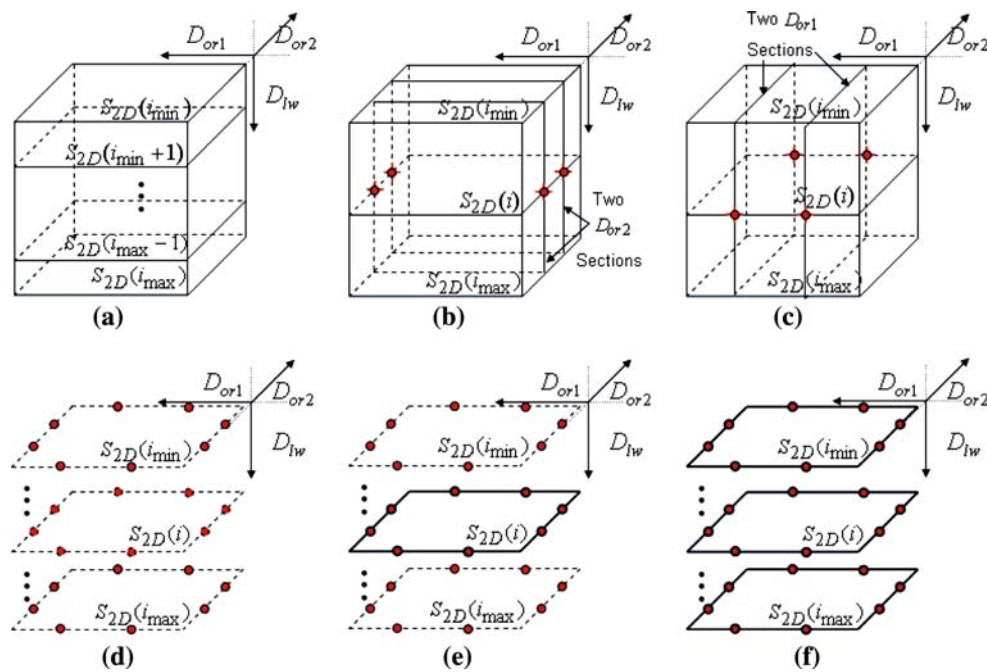 D_or1 D_or2
D_lw
S_2D(i_min)
S_2D(i_min +1)
S_2D(i_max −1)
S_2D(i_max)
(a)
D_or1 D_or2
D_lw
S_2D(i_min)
S_2D(i)
Two
D_or2
Sections
S_2D(i_max)
(b)
Two D_or1
Sections
D_or1 D_or2
D_lw
S_2D(i_min)
S_2D(i)
S_2D(i_max)
(c)
D_or1 D_or2
D_lw
S_2D(i_min)
S_2D(i)
S_2D(i_max)
(d)
D_or1 D_or2
D_lw
S_2D(i_min)
S_2D(i)
S_2D(i_max)
(e)
D_or1 D_or2
D_lw
S_2D(i_min)
S_2D(i)
S_2D(i_max)
(f)